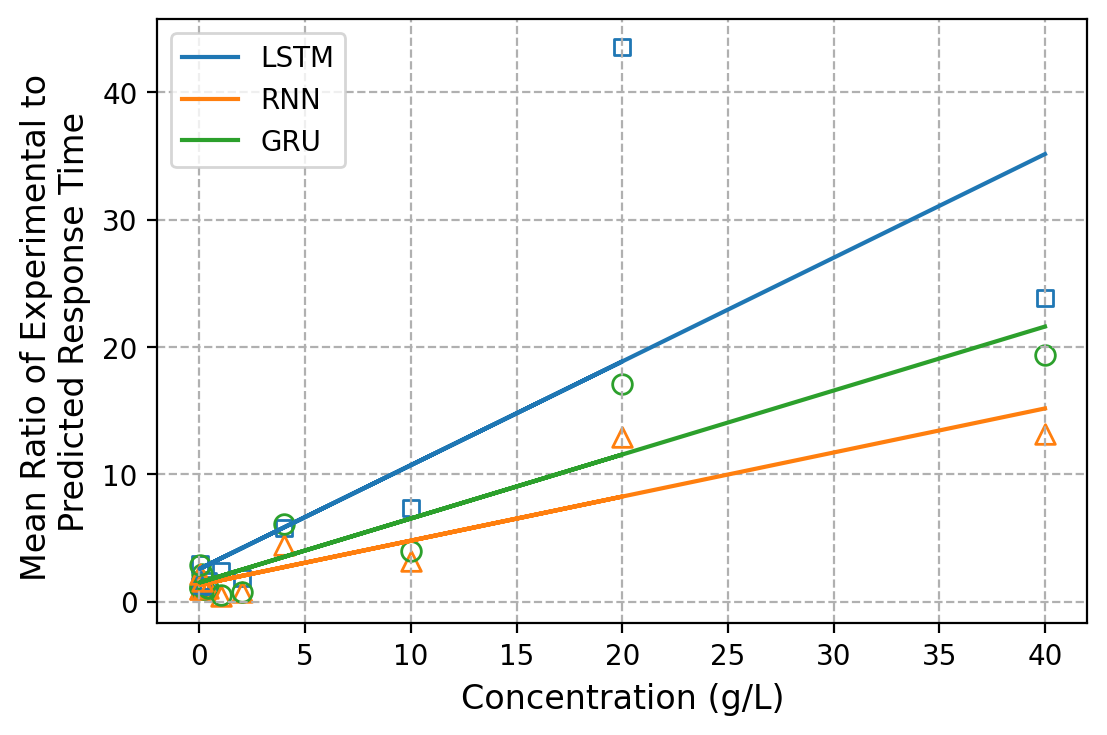 LSTM
RNN
GRU
Mean Ratio of Experimental to
Predicted Response Time
40
30
20
10
0
0 5 10 15 20 25 30 35 40
Concentration (g/L)